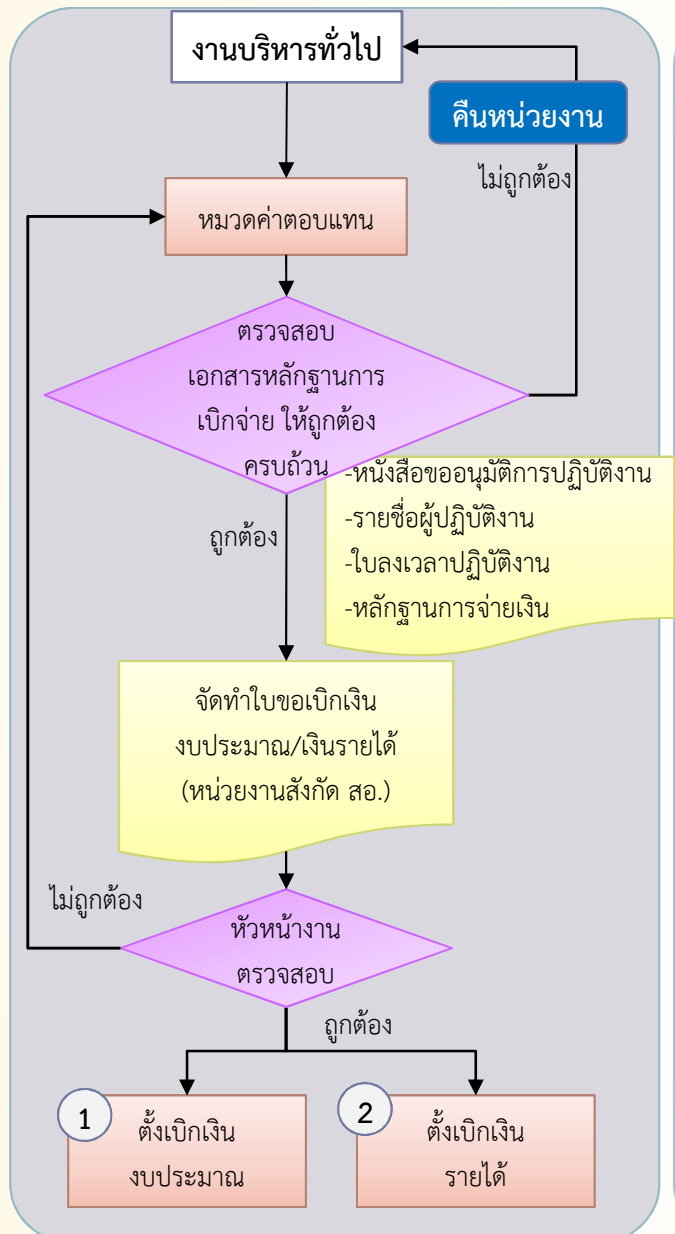 งานบริหารทั่วไป
คืนหน่วยงาน
ไม่ถูกต้อง
หมวดค่าตอบแทน
ตรวจสอบ
เอกสารหลักฐานการ
เบิกจ่าย ให้ถูกต้อง
ครบถ้วน
-หนังสือขออนุมัติการปฏิบัติงาน
-รายชื่อผู้ปฏิบัติงาน
-ใบลงเวลาปฏิบัติงาน
-หลักฐานการจ่ายเงิน
ถูกต้อง
จัดทำใบขอเบิกเงิน
งบประมาณ/เงินรายได้
(หน่วยงานสังกัด สอ.)
ไม่ถูกต้อง
หัวหน้างาน
ตรวจสอบ
ถูกต้อง
1
ตั้งเบิกเงิน
งบประมาณ
2
ตั้งเบิกเงิน
รายได้